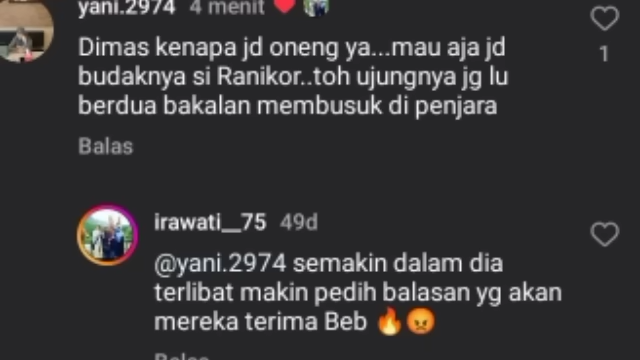 yani.2974 4 menit
Dimas kenapa jd oneng ya...mau aja jd
budaknya si Ranikor..toh ujungnya jg lu
berdua bakalan membusuk di penjara
1
Balas
irawati__75 49d
@yani.2974 semakin dalam dia
terlibat makin pedih balasan yg akan
mereka terima Beb 🔥😡
Balas